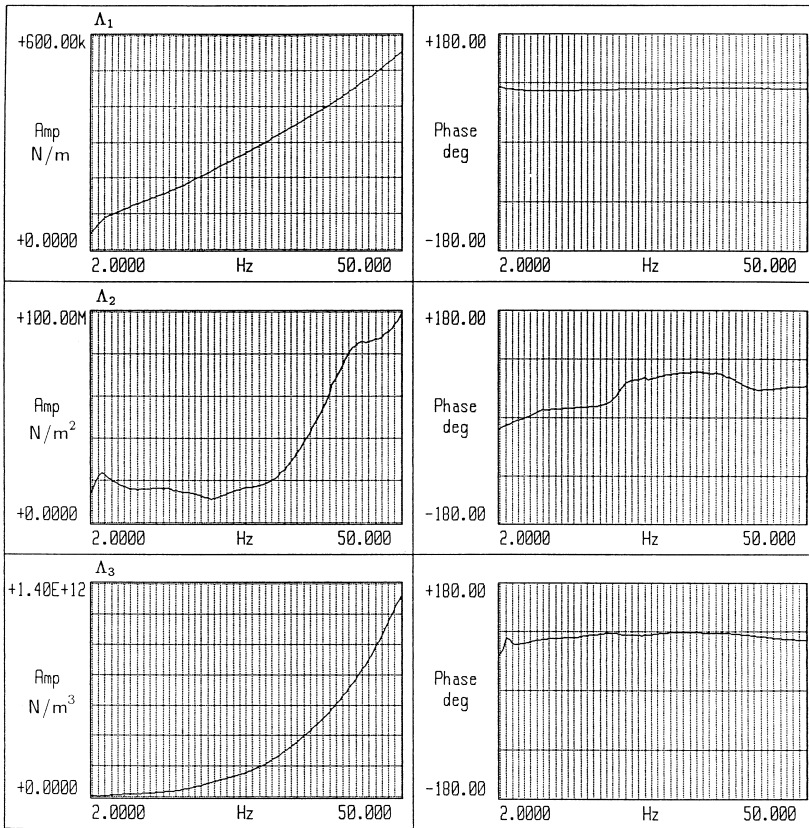 Λ₁
+600.00k
Amp
N/m
+0.0000
2.0000 Hz 50.000
+180.00
Phase
deg
-180.00
2.0000 Hz 50.000
Λ₂
+100.00M
Amp
N/m²
+0.0000
2.0000 Hz 50.000
+180.00
Phase
deg
-180.00
2.0000 Hz 50.000
Λ₃
+1.40E+12
Amp
N/m³
+0.0000
2.0000 Hz 50.000
+180.00
Phase
deg
-180.00
2.0000 Hz 50.000